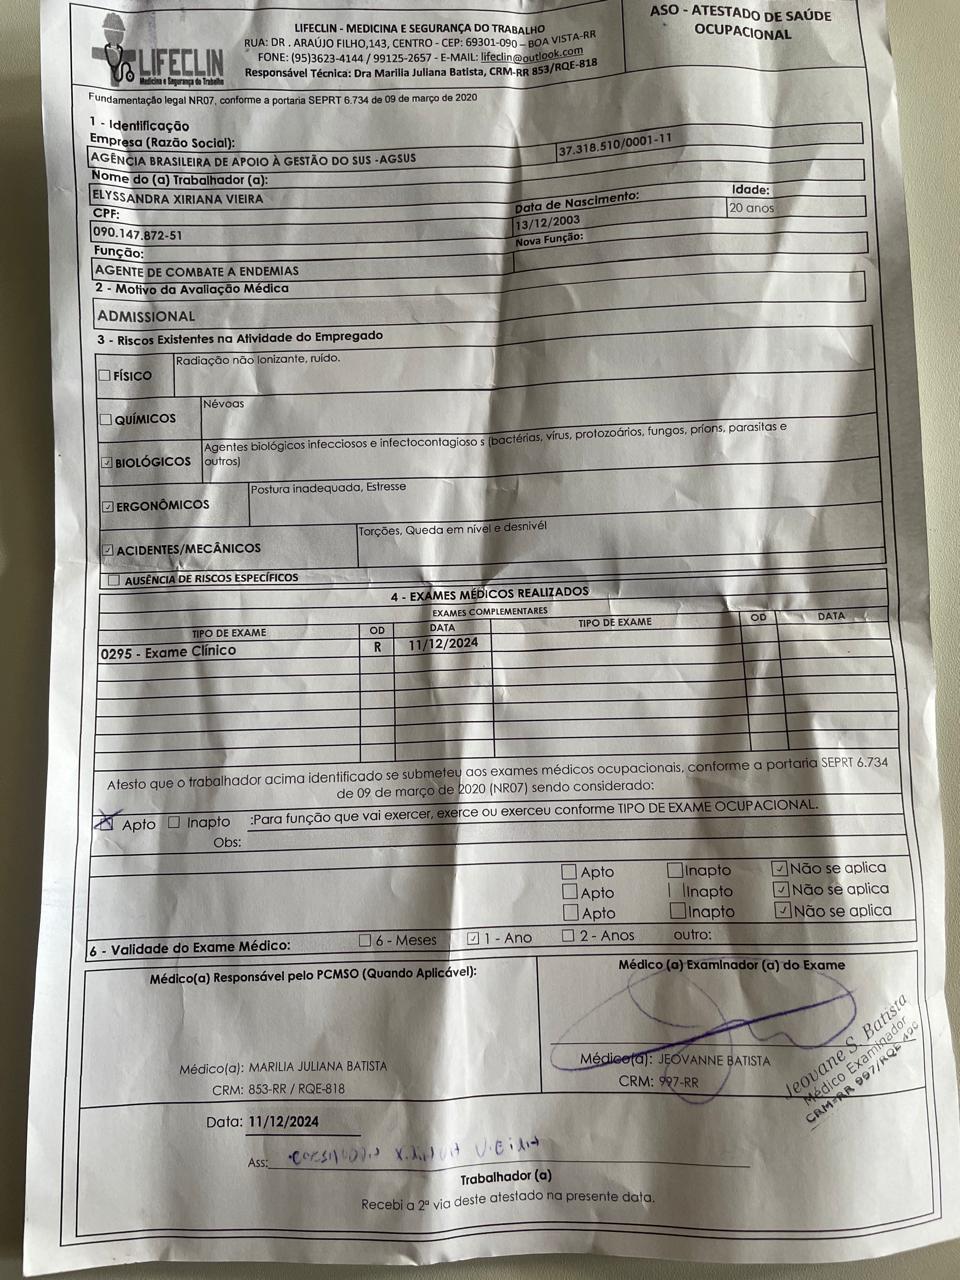 LIFECLIN
Medicina e Segurança do Trabalho
LIFECLIN - MEDICINA E SEGURANÇA DO TRABALHO
RUA: DR . ARAÚJO FILHO,143, CENTRO - CEP: 69301-090 – BOA VISTA-RR
FONE: (95)3623-4144 / 99125-2657 - E-MAIL: lifeclin@outlook.com
Responsável Técnica: Dra Marilia Juliana Batista, CRM-RR 853/RQE-818
ASO - ATESTADO DE SAÚDE
OCUPACIONAL
Fundamentação legal NR07, conforme a portaria SEPRT 6.734 de 09 de março de 2020
1 - Identificação
Empresa (Razão Social):
AGÊNCIA BRASILEIRA DE APOIO À GESTÃO DO SUS -AGSUS 37.318.510/0001-11
Nome do (a) Trabalhador (a):
ELYSSANDRA XIRIANA VIEIRA
CPF: Data de Nascimento: Idade:
090.147.872-51 13/12/2003 20 anos
Função: Nova Função:
AGENTE DE COMBATE A ENDEMIAS
2 - Motivo da Avaliação Médica
ADMISSIONAL
3 - Riscos Existentes na Atividade do Empregado
☐ FÍSICO Radiação não Ionizante, ruído.
☐ QUÍMICOS Névoas
☑ BIOLÓGICOS Agentes biológicos infecciosos e infectocontagioso s (bactérias, vírus, protozoários, fungos, príons, parasitas e
outros)
☑ ERGONÔMICOS Postura inadequada, Estresse
☑ ACIDENTES/MECÂNICOS Torções, Queda em nível e desnível
☐ AUSÊNCIA DE RISCOS ESPECÍFICOS
4 - EXAMES MÉDICOS REALIZADOS
EXAMES COMPLEMENTARES
TIPO DE EXAME OD DATA TIPO DE EXAME OD DATA
0295 - Exame Clínico R 11/12/2024
Atesto que o trabalhador acima identificado se submeteu aos exames médicos ocupacionais, conforme a portaria SEPRT 6.734
de 09 de março de 2020 (NR07) sendo considerado:
☒ Apto ☐ Inapto :Para função que vai exercer, exerce ou exerceu conforme TIPO DE EXAME OCUPACIONAL.
Obs:
☐ Apto ☐ Inapto ☑ Não se aplica
☐ Apto ☐ Inapto ☑ Não se aplica
☐ Apto ☐ Inapto ☑ Não se aplica
6 - Validade do Exame Médico: ☐ 6 - Meses ☑ 1 - Ano ☐ 2 - Anos outro:
Médico(a) Responsável pelo PCMSO (Quando Aplicável):
Médico(a): MARILIA JULIANA BATISTA
CRM: 853-RR / RQE-818
Médico (a) Examinador (a) do Exame
Médico(a): JEOVANNE BATISTA
CRM: 997-RR
Jeovane S. Batista
Médico Examinador
CRM-RR 997/RQE
Data: 11/12/2024
Ass: VIEIRA
Trabalhador (a)
Recebi a 2ª via deste atestado na presente data.